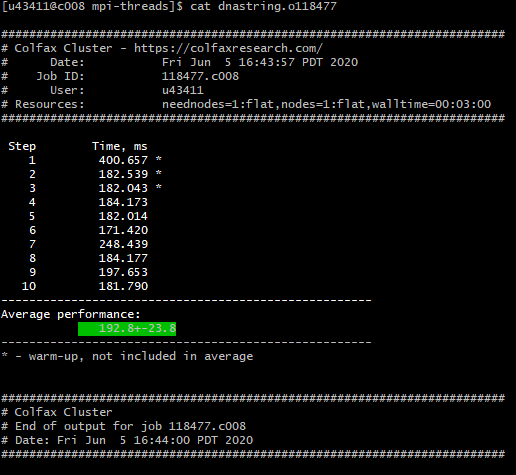 [u43411@c008 mpi-threads]$ cat dnastring.o118477
########################################################################
# Colfax Cluster - https://colfaxresearch.com/
#      Date:           Fri Jun  5 16:43:57 PDT 2020
#    Job ID:           118477.c008
#      User:           u43411
# Resources:           neednodes=1:flat,nodes=1:flat,walltime=00:03:00
########################################################################
 Step        Time, ms
    1         400.657 *
    2         182.539 *
    3         182.043 *
    4         184.173
    5         182.014
    6         171.420
    7         248.439
    8         184.177
    9         197.653
   10         181.790
-----------------------------------------------------
Average performance:
              192.8+-23.8
-----------------------------------------------------
* - warm-up, not included in average
########################################################################
# Colfax Cluster
# End of output for job 118477.c008
# Date: Fri Jun  5 16:44:00 PDT 2020
########################################################################